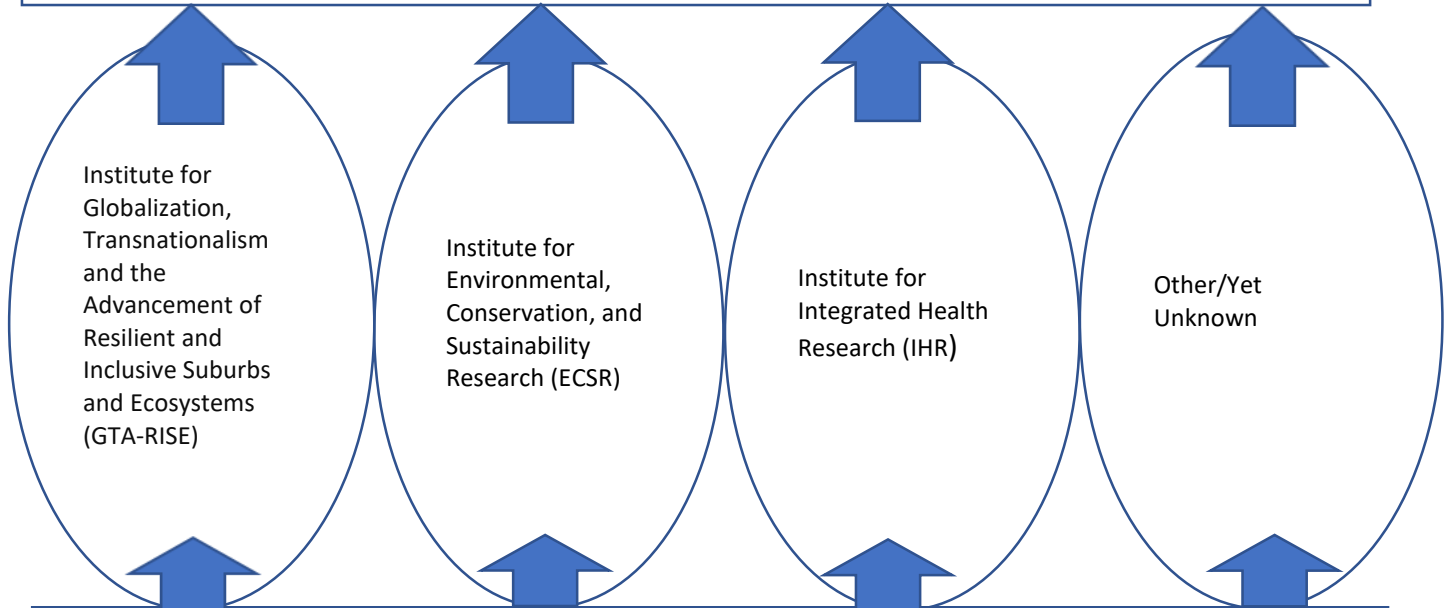 Institute for
Globalization,
Transnationalism
and the
Advancement of
Resilient and
Inclusive Suburbs
and Ecosystems
(GTA-RISE)
Institute for
Environmental,
Conservation, and
Sustainability
Research (ECSR)
Institute for
Integrated Health
Research (IHR)
Other/Yet
Unknown